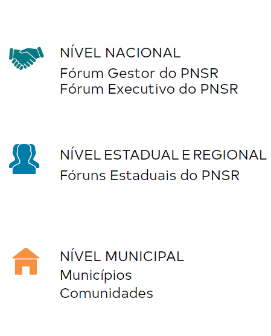 NÍVEL NACIONAL
Fórum Gestor do PNSR
Fórum Executivo do PNSR
NÍVEL ESTADUAL E REGIONAL
Fóruns Estaduais do PNSR
NÍVEL MUNICIPAL
Municípios
Comunidades